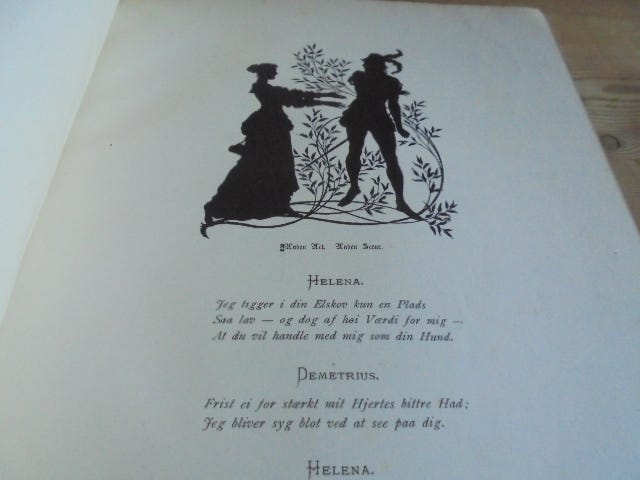 Anden Act. Anden Scene.
HELENA.
Jeg tigger i din Elskov kun en Plads
Saa lav — og dog af høi Værdi for mig —
At du vil handle med mig som din Hund.
DEMETRIUS.
Frist ei for stærkt mit Hjertes bittre Had;
Jeg bliver syg blot ved at see paa dig.
HELENA.